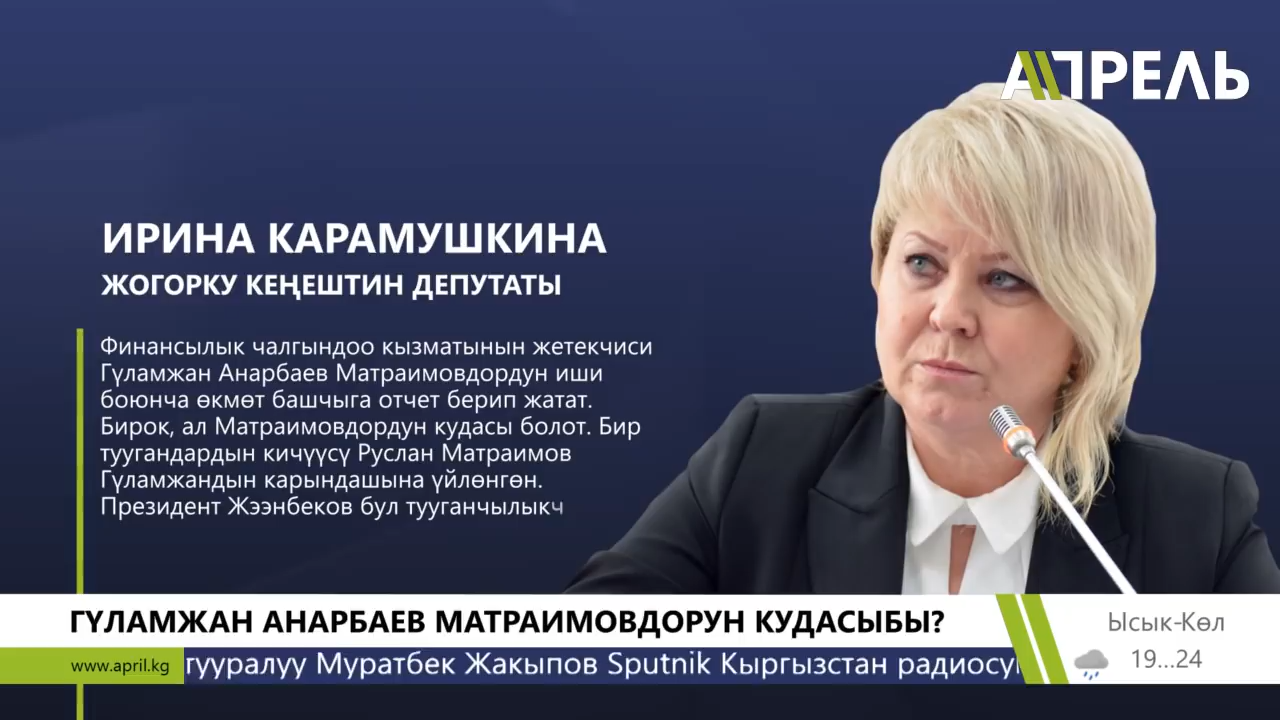 АПРЕЛЬ
ИРИНА КАРАМУШКИНА
ЖОГОРКУ КЕҢЕШТИН ДЕПУТАТЫ
Финансылык чалгындоо кызматынын жетекчиси
Гүламжан Анарбаев Матраимовдордун иши
боюнча өкмөт башчыга отчет берип жатат.
Бирок, ал Матраимовдордун кудасы болот. Бир
туугандардын кичүүсү Руслан Матраимов
Гүламжандын карындашына үйлөнгөн.
Президент Жээнбеков бул тууганчылыкч
ГҮЛАМЖАН АНАРБАЕВ МАТРАИМОВДОРУН КУДАСЫБЫ?
Ысык-Көл
19...24
www.april.kg
тууралуу Муратбек Жакыпов Sputnik Кыргызстан радиосу